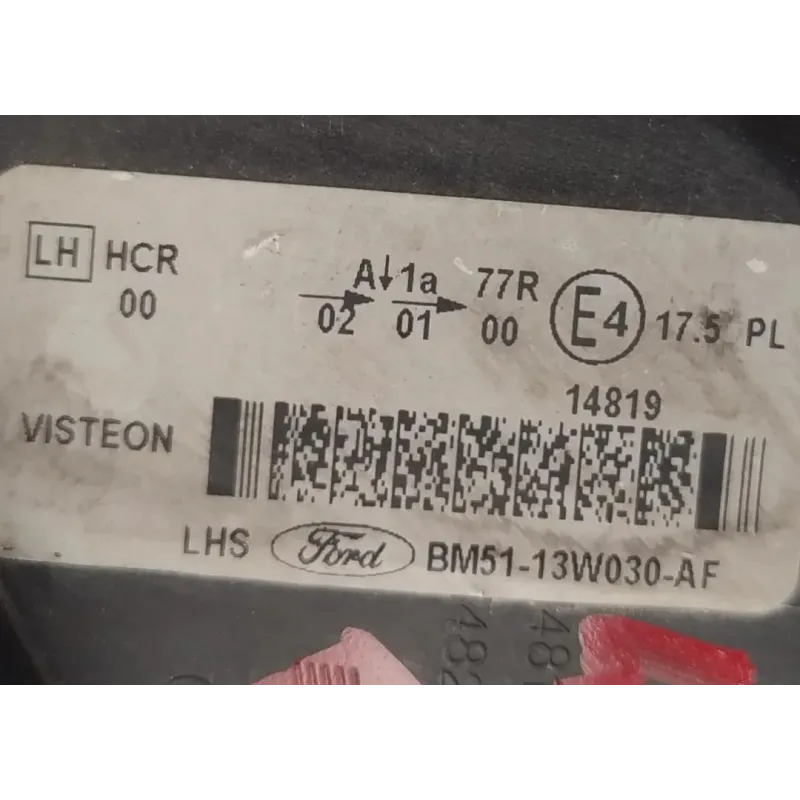 LH HCR
00
A↓ 1a 77R E4 17.5 PL
02 01 00
14819
VISTEON
LHS Ford BM51-13W030-AF